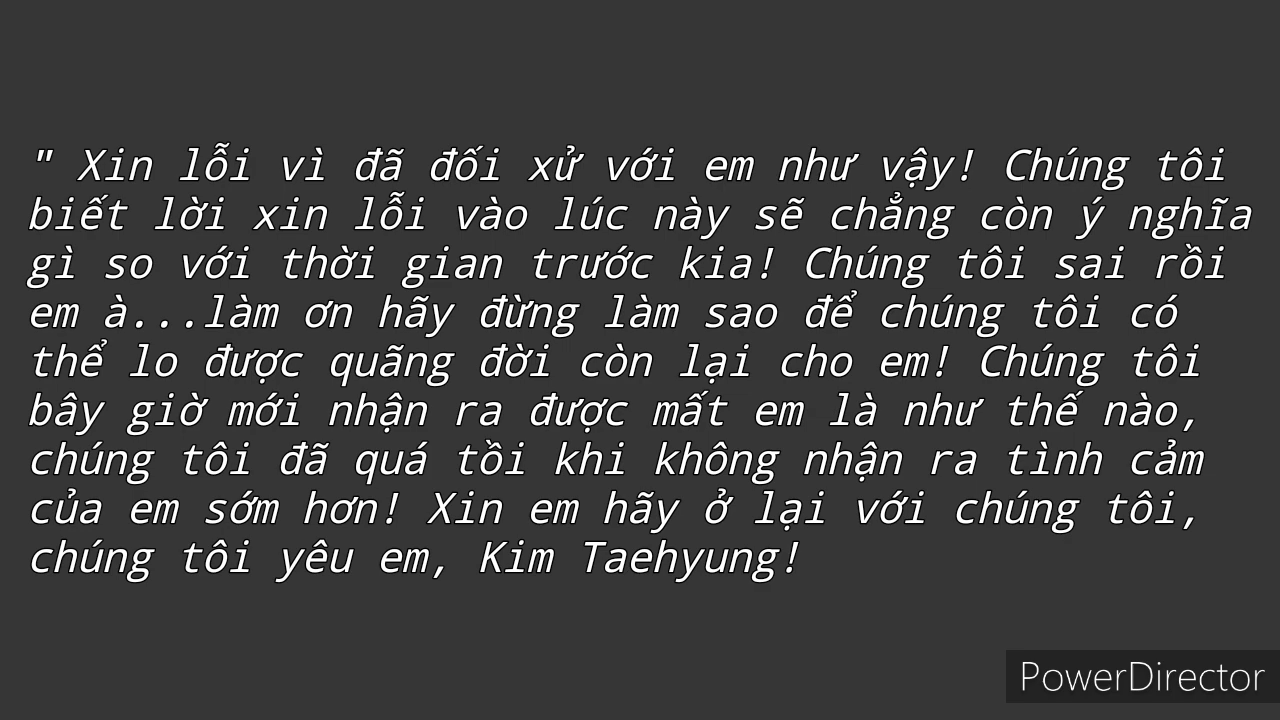 " Xin lỗi vì đã đối xử với em như vậy! Chúng tôi
biết lời xin lỗi vào lúc này sẽ chẳng còn ý nghĩa
gì so với thời gian trước kia! Chúng tôi sai rồi
em à...làm ơn hãy đừng làm sao để chúng tôi có
thể lo được quãng đời còn lại cho em! Chúng tôi
bây giờ mới nhận ra được mất em là như thế nào,
chúng tôi đã quá tồi khi không nhận ra tình cảm
của em sớm hơn! Xin em hãy ở lại với chúng tôi,
chúng tôi yêu em, Kim Taehyung!
PowerDirector